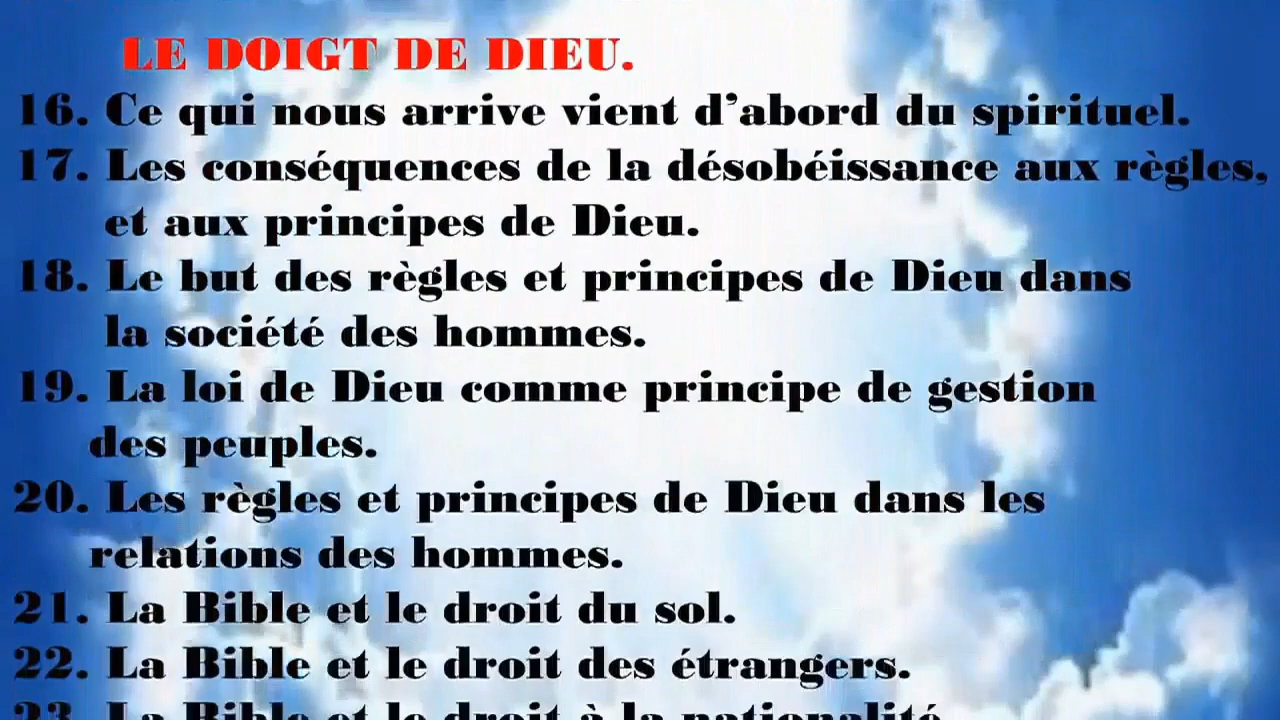 LE DOIGT DE DIEU.
16. Ce qui nous arrive vient d’abord du spirituel.
17. Les conséquences de la désobéissance aux règles,
et aux principes de Dieu.
18. Le but des règles et principes de Dieu dans
la société des hommes.
19. La loi de Dieu comme principe de gestion
des peuples.
20. Les règles et principes de Dieu dans les
relations des hommes.
21. La Bible et le droit du sol.
22. La Bible et le droit des étrangers.
23. La Bible et le droit à la nationalité